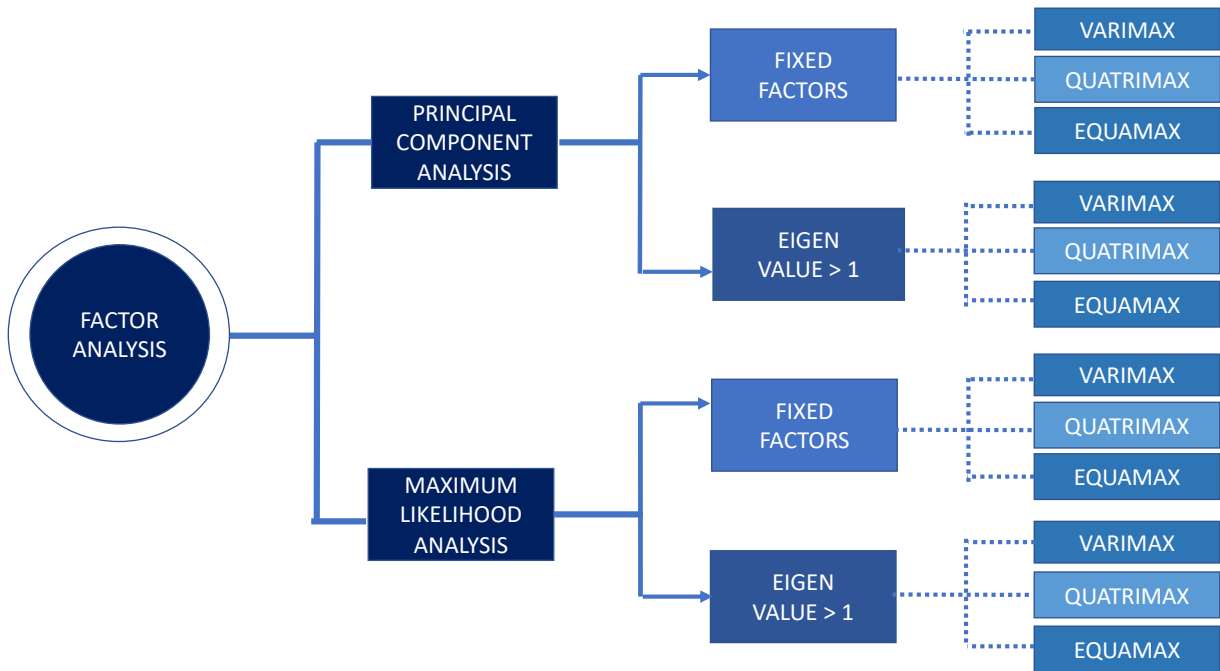 FACTOR
ANALYSIS
PRINCIPAL
COMPONENT
ANALYSIS
FIXED
FACTORS
VARIMAX
QUATRIMAX
EQUAMAX
EIGEN
VALUE > 1
VARIMAX
QUATRIMAX
EQUAMAX
MAXIMUM
LIKELIHOOD
ANALYSIS
FIXED
FACTORS
VARIMAX
QUATRIMAX
EQUAMAX
EIGEN
VALUE > 1
VARIMAX
QUATRIMAX
EQUAMAX